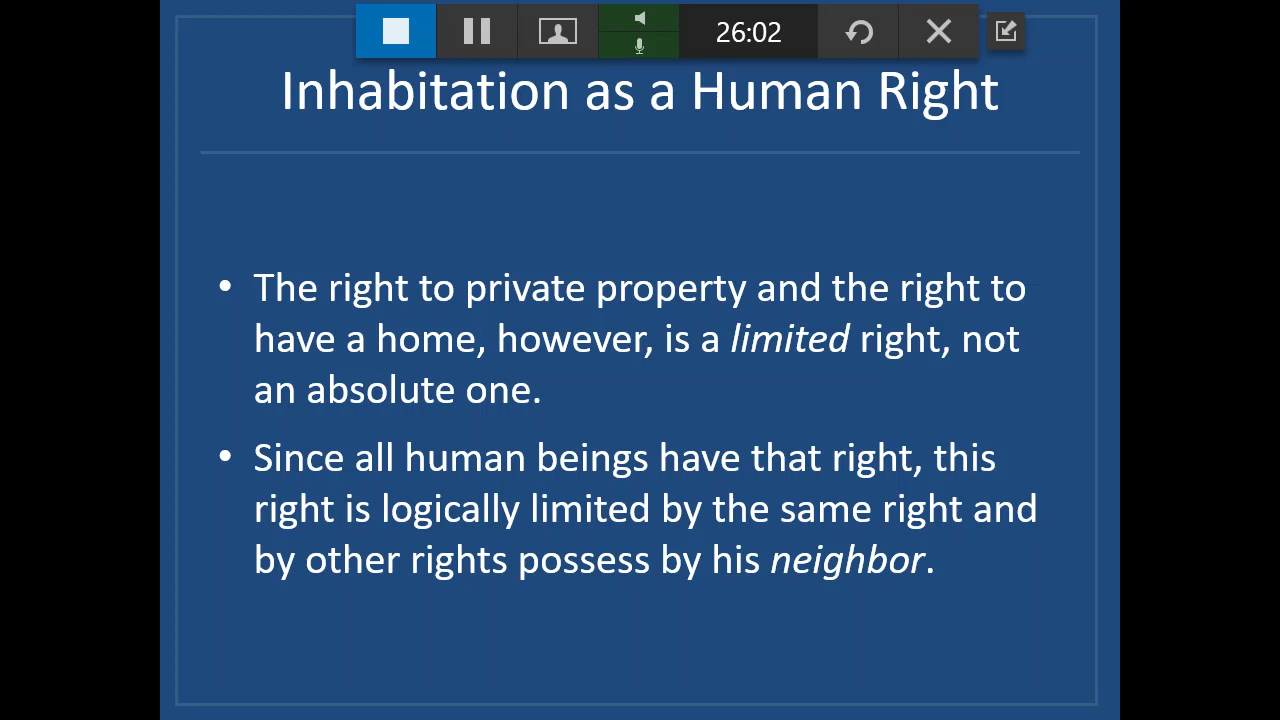 26:02
Inhabitation as a Human Right
• The right to private property and the right to
have a home, however, is a limited right, not
an absolute one.
• Since all human beings have that right, this
right is logically limited by the same right and
by other rights possess by his neighbor.